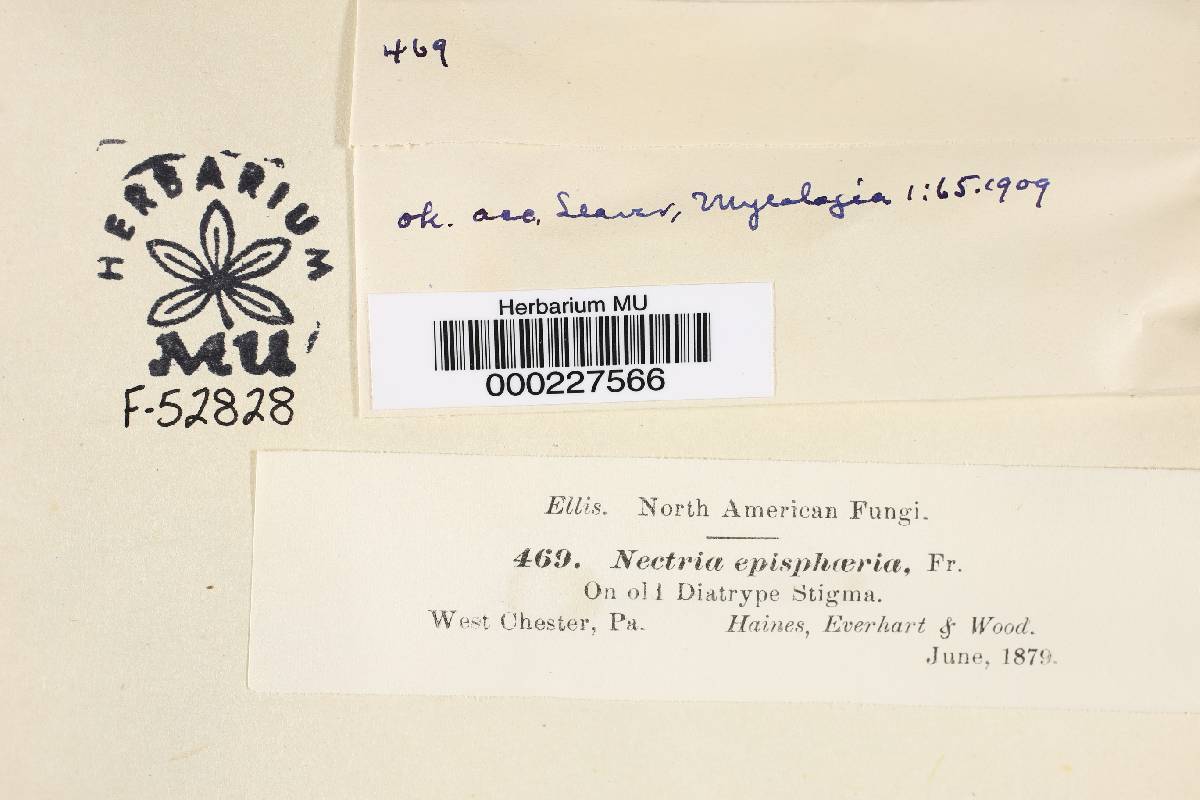 469
ok. acc. Seaver, Mycologia 1:65.1909
HERBARIUM
MU
F-52828
Herbarium MU
000227566
Ellis. North American Fungi.
469. Nectria episphæria, Fr.
On old Diatrype Stigma.
West Chester, Pa. Haines, Everhart & Wood.
June, 1879.